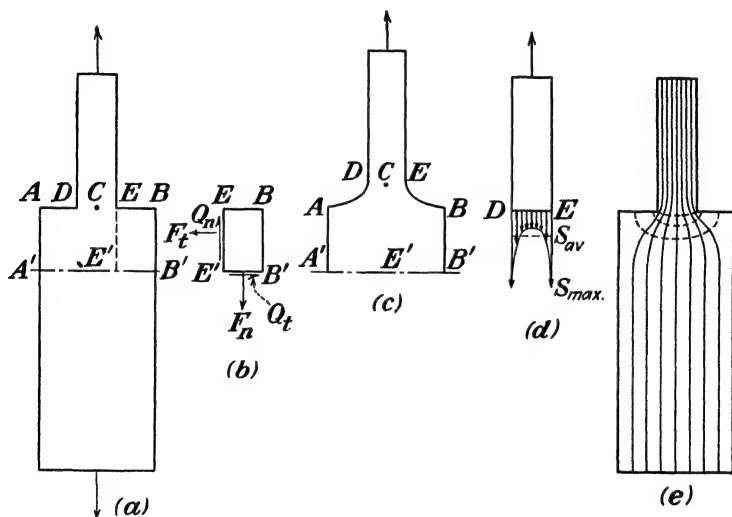 A D C E B
A' E' B'
(a)
E B
Q_n
F_t
E' B'
F_n Q_t
(b)
D C E
A B
A' E' B'
(c)
D E
S_av
S_max.
(d)
(e)